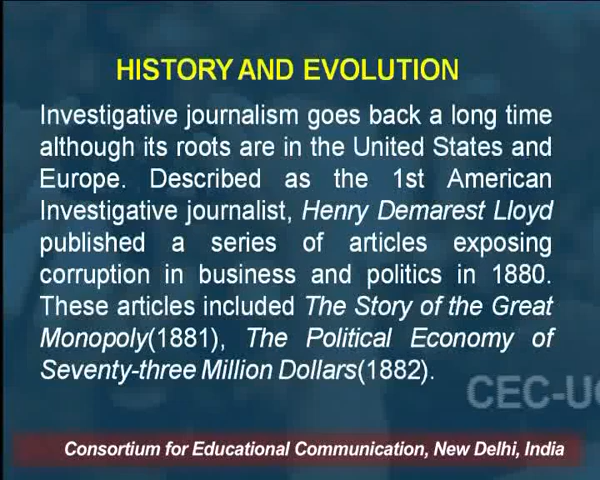 HISTORY AND EVOLUTION
Investigative journalism goes back a long time
although its roots are in the United States and
Europe. Described as the 1st American
Investigative journalist, Henry Demarest Lloyd
published a series of articles exposing
corruption in business and politics in 1880.
These articles included The Story of the Great
Monopoly(1881), The Political Economy of
Seventy-three Million Dollars(1882).
CEC-U
Consortium for Educational Communication, New Delhi, India